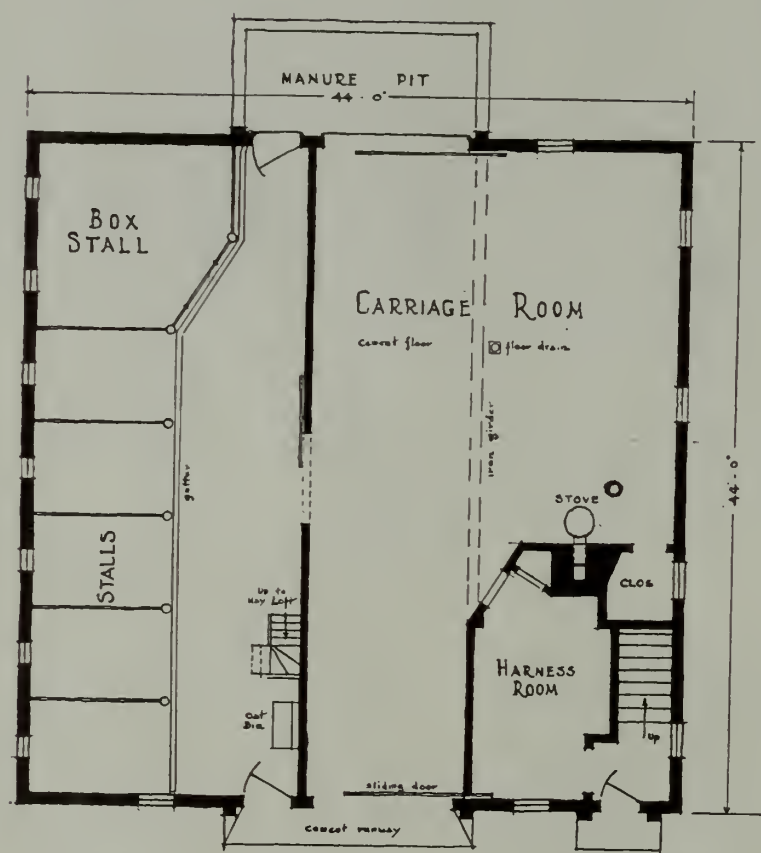 MANURE PIT
44'-0"
BOX
STALL
CARRIAGE ROOM
cement floor
floor drain
iron girder
gutter
STALLS
STOVE
44'-0"
CLOS
Up to
Hay Loft
HARNESS
ROOM
Oat
Bin
Up
sliding door
cement runway